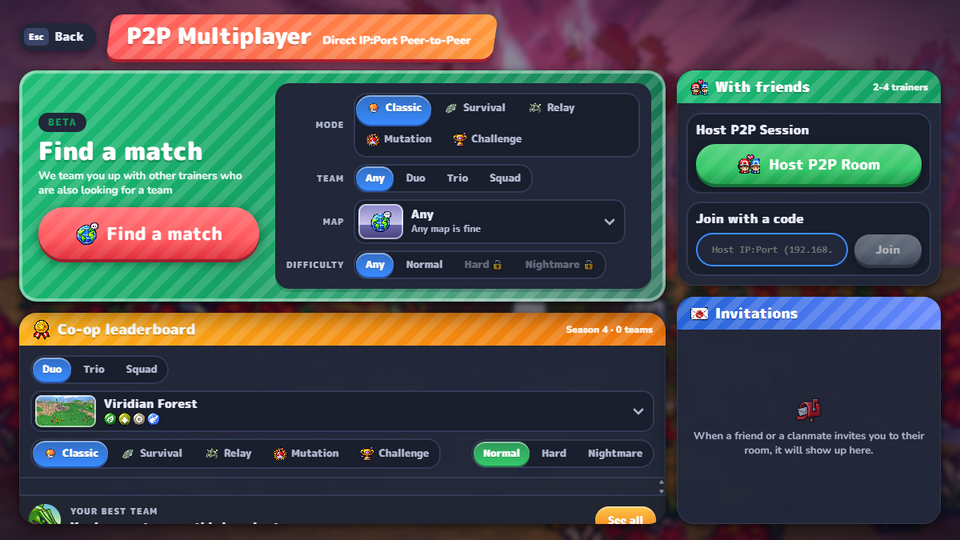 Esc Back
P2P Multiplayer Direct IP:Port Peer-to-Peer
BETA
Find a match
We team you up with other trainers who
are also looking for a team
Find a match
MODE
Classic Survival Relay
Mutation Challenge
TEAM Any Duo Trio Squad
MAP
Any
Any map is fine
DIFFICULTY Any Normal Hard Nightmare
With friends 2-4 trainers
Host P2P Session
Host P2P Room
Join with a code
Host IP:Port (192.168. Join
Co-op leaderboard Season 4 · 0 teams
Duo Trio Squad
Viridian Forest
Classic Survival Relay Mutation Challenge Normal Hard Nightmare
YOUR BEST TEAM
See all
Invitations
When a friend or a clanmate invites you to their
room, it will show up here.